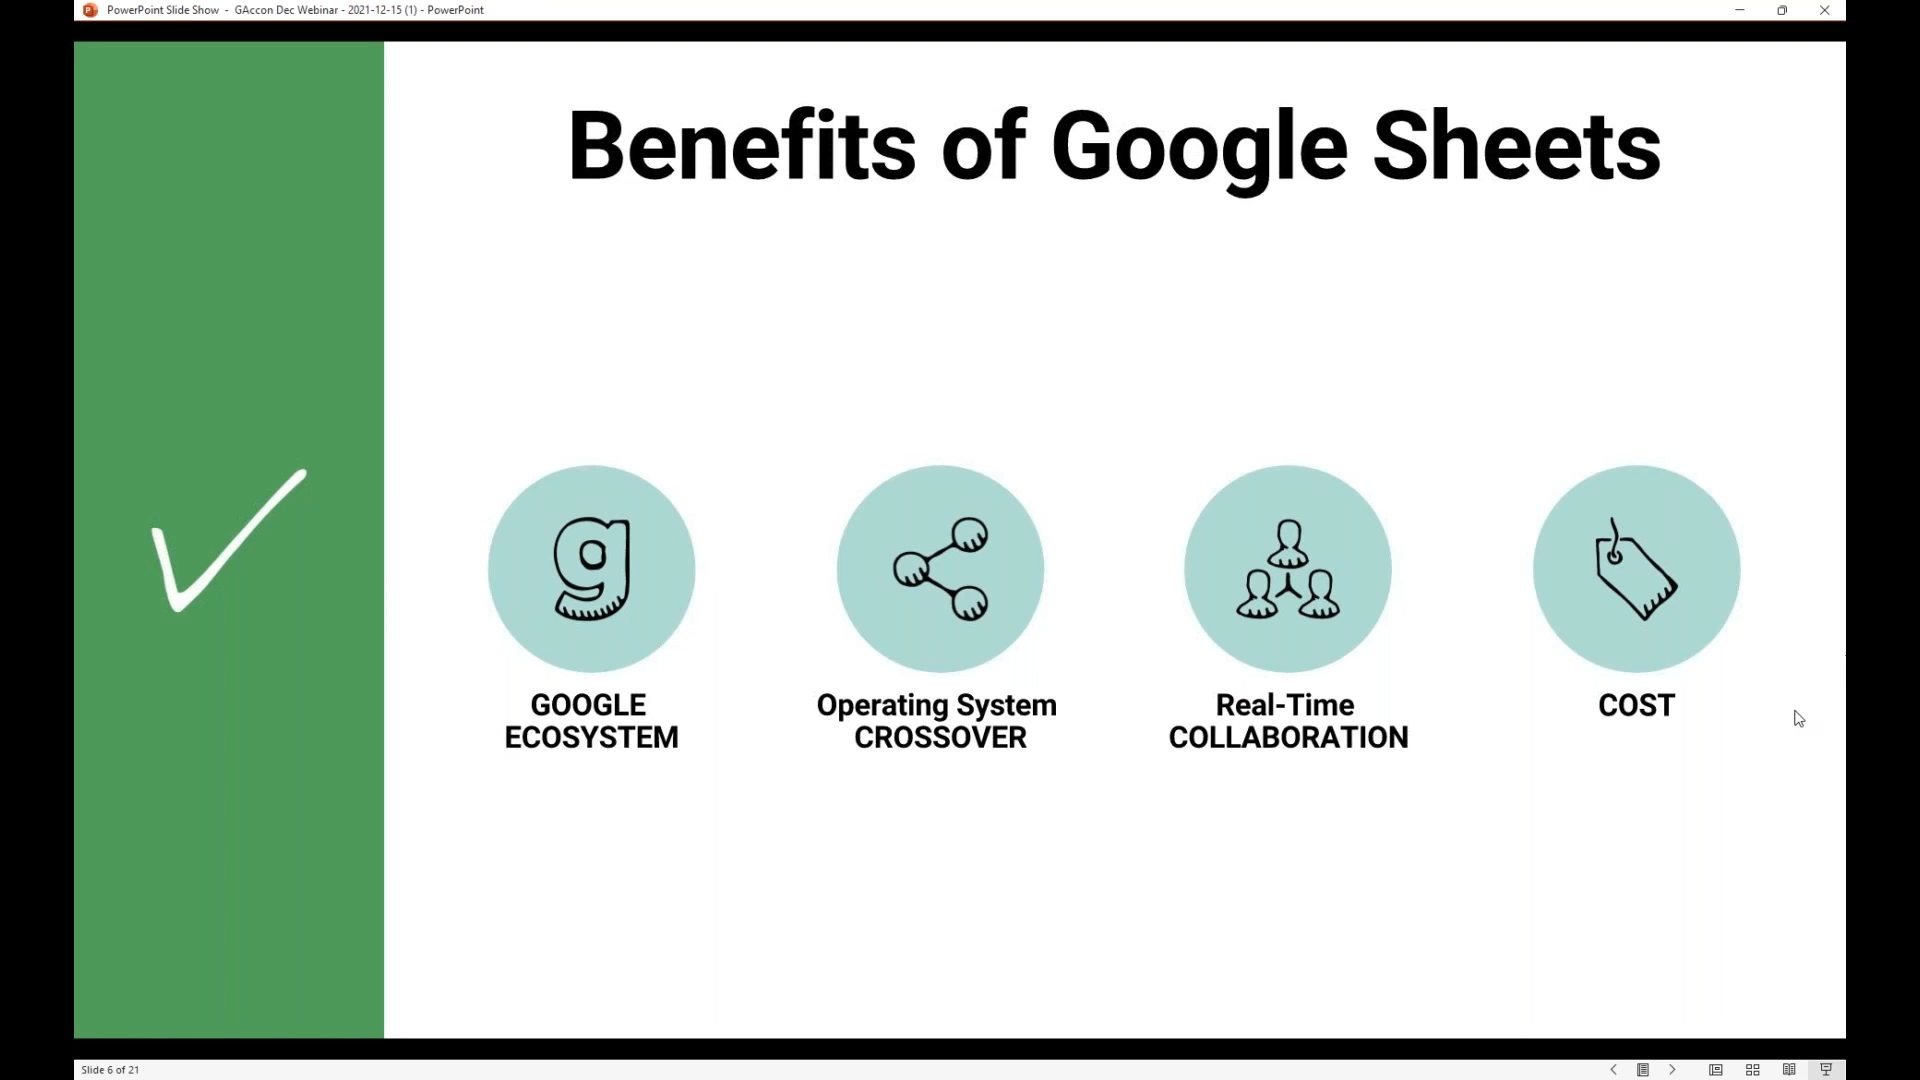 PowerPoint Slide Show - GAccon Dec Webinar - 2021-12-15 (1) - PowerPoint
Benefits of Google Sheets
g
GOOGLE
ECOSYSTEM
Operating System
CROSSOVER
Real-Time
COLLABORATION
COST
Slide 6 of 21